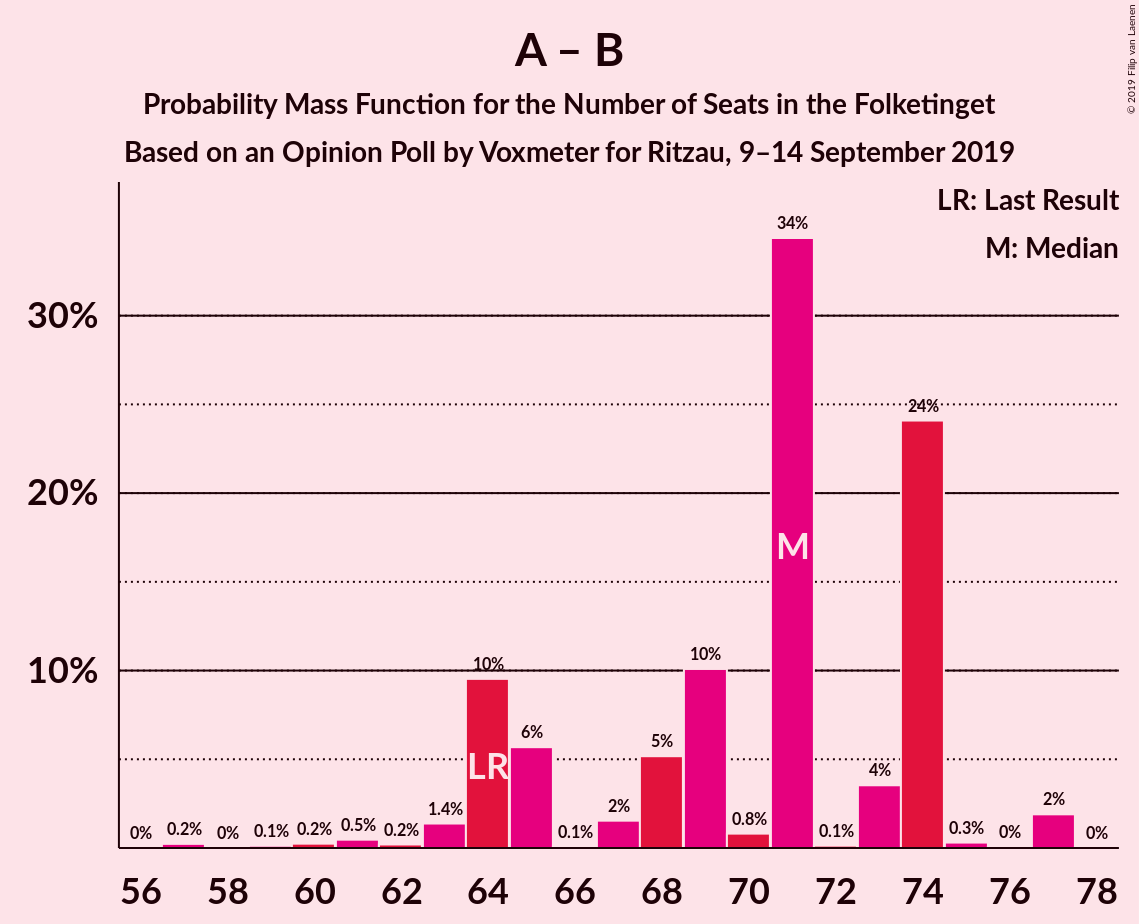 A – B
Probability Mass Function for the Number of Seats in the Folketinget
Based on an Opinion Poll by Voxmeter for Ritzau, 9–14 September 2019
© 2019 Filip van Laenen
LR: Last Result
M: Median
34%
30%
24%
20%
M
10%
10%
10%
6%
5%
LR
4%
2%
1.4%
2%
0.8%
0% 0.2% 0% 0.1% 0.2% 0.5% 0.2% 0.1% 0.1% 0.3% 0% 0%
56 58 60 62 64 66 68 70 72 74 76 78